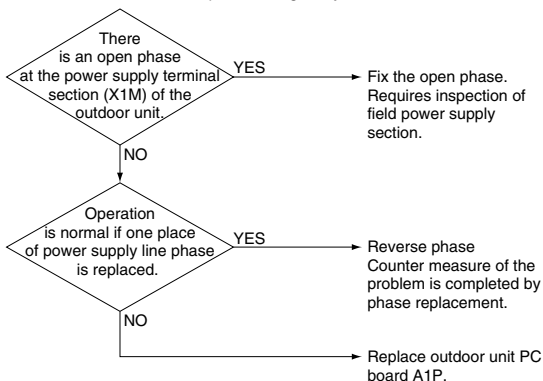 There
is an open phase
at the power supply terminal
section (X1M) of the
outdoor unit.
YES
Fix the open phase.
Requires inspection of
field power supply
section.
NO
Operation
is normal if one place
of power supply line phase
is replaced.
YES
Reverse phase
Counter measure of the
problem is completed by
phase replacement.
NO
Replace outdoor unit PC
board A1P.